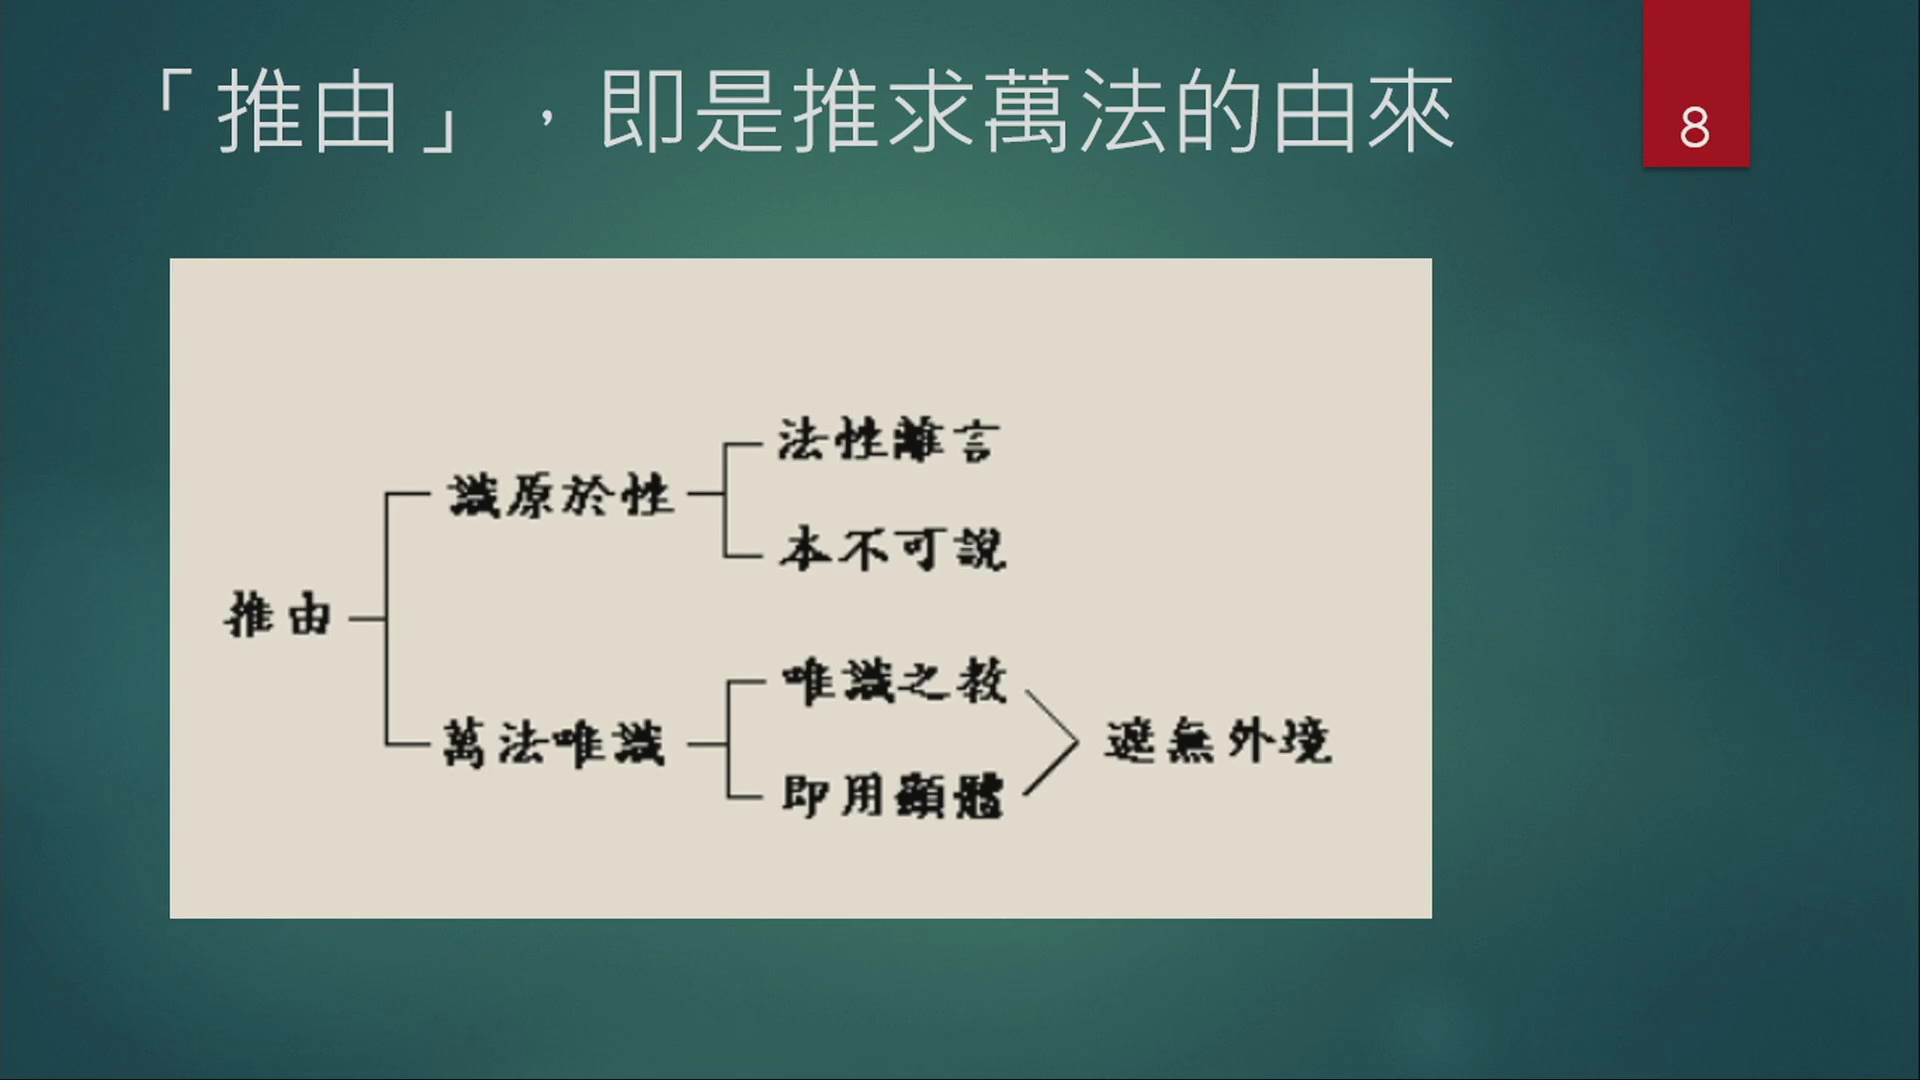 「推由」，即是推求萬法的由來
8
法性離言
識原於性
本不可說
推由
唯識之教
萬法唯識
遮無外境
即用顯體